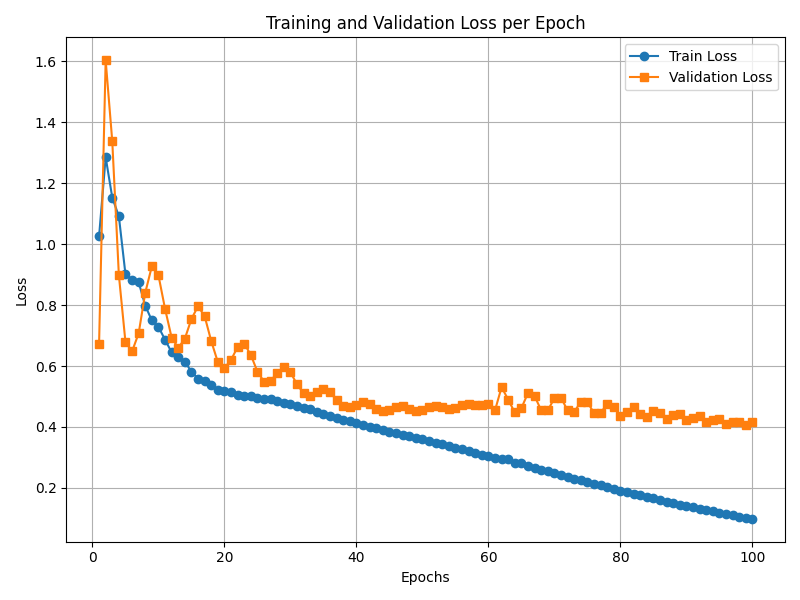 Training and Validation Loss per Epoch
Train Loss
Validation Loss
1.6
1.4
1.2
1.0
0.8
0.6
0.4
0.2
Loss
0 20 40 60 80 100
Epochs